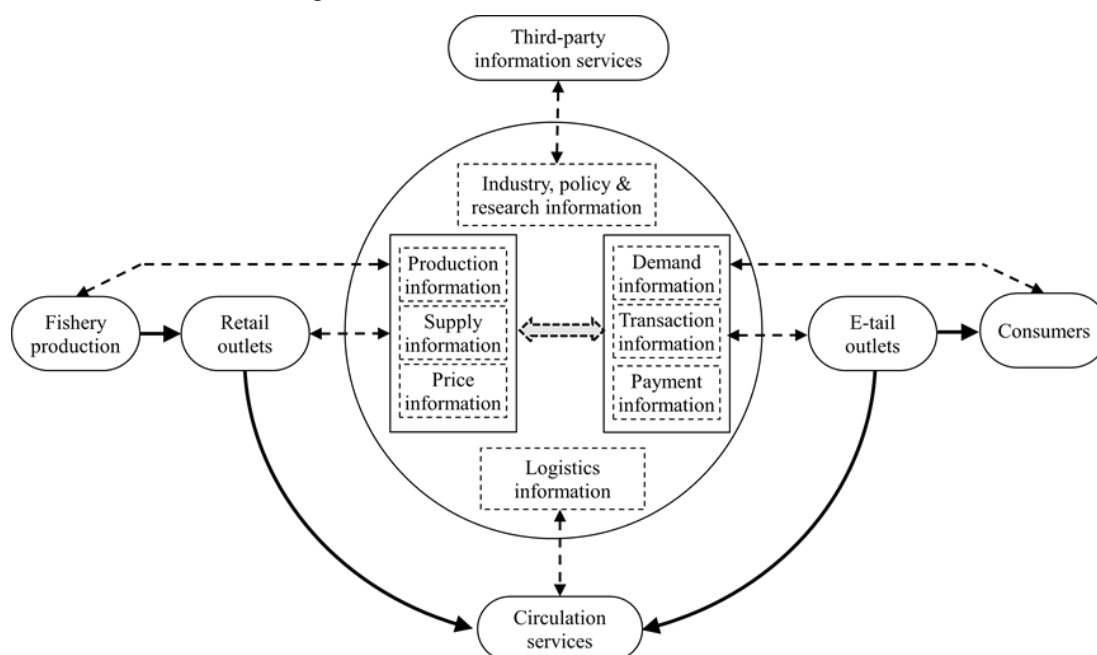 Third-party
information services
Industry, policy &
research information
Production
information
Supply
information
Price
information
Demand
information
Transaction
information
Payment
information
Fishery
production
Retail
outlets
E-tail
outlets
Consumers
Logistics
information
Circulation
services